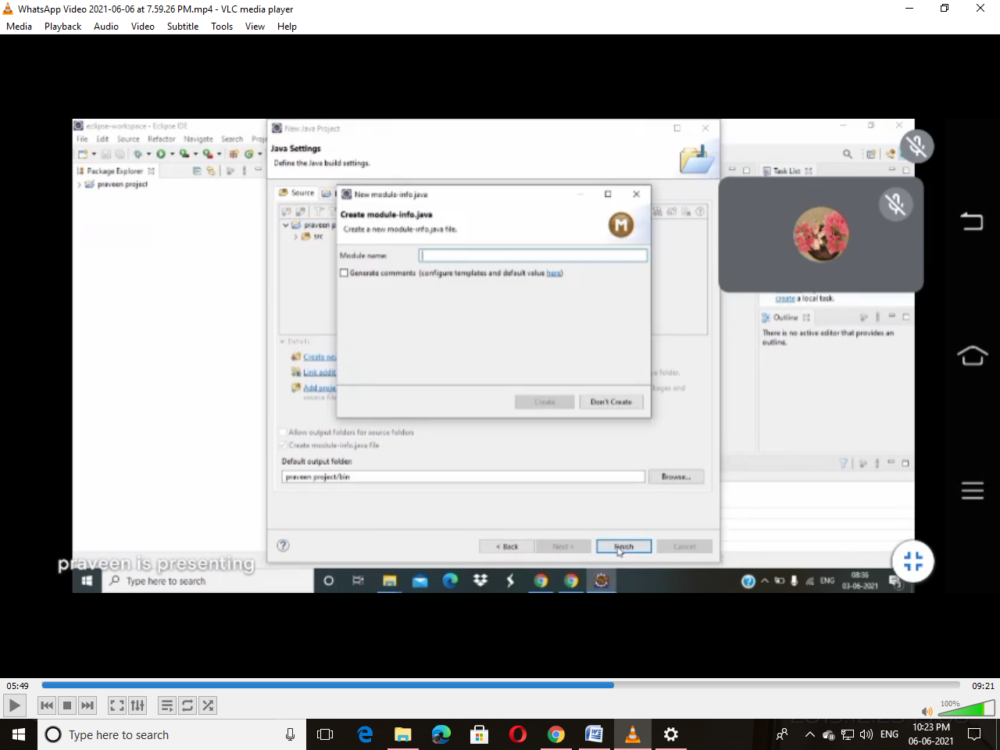 WhatsApp Video 2021-06-06 at 7.59.26 PM.mp4 - VLC media player
Media Playback Audio Video Subtitle Tools View Help
eclipse-workspace - Eclipse IDE
File Edit Source Refactor Navigate Search
Package Explorer
praveen project
New Java Project
Java Settings
Define the Java build settings.
Source
praveen p
src
New module-info.java
Create module-info.java
Create a new module-info.java file.
M
Module name:
Generate comments (configure templates and default value here)
Create Don't Create
Details
Create new
Link addit
Add proje
source file
ce folder.
kages and
Allow output folders for source folders
Create module-info.java file
Default output folder:
praveen project/bin
Browse...
< Back Next > Finish Cancel
Task List
create a local task.
Outline
There is no active editor that provides an
outline.
praveen is presenting
Type here to search
ENG
08:36
03-06-2021
05:49
09:21
100%
Type here to search
ENG
10:23 PM
06-06-2021